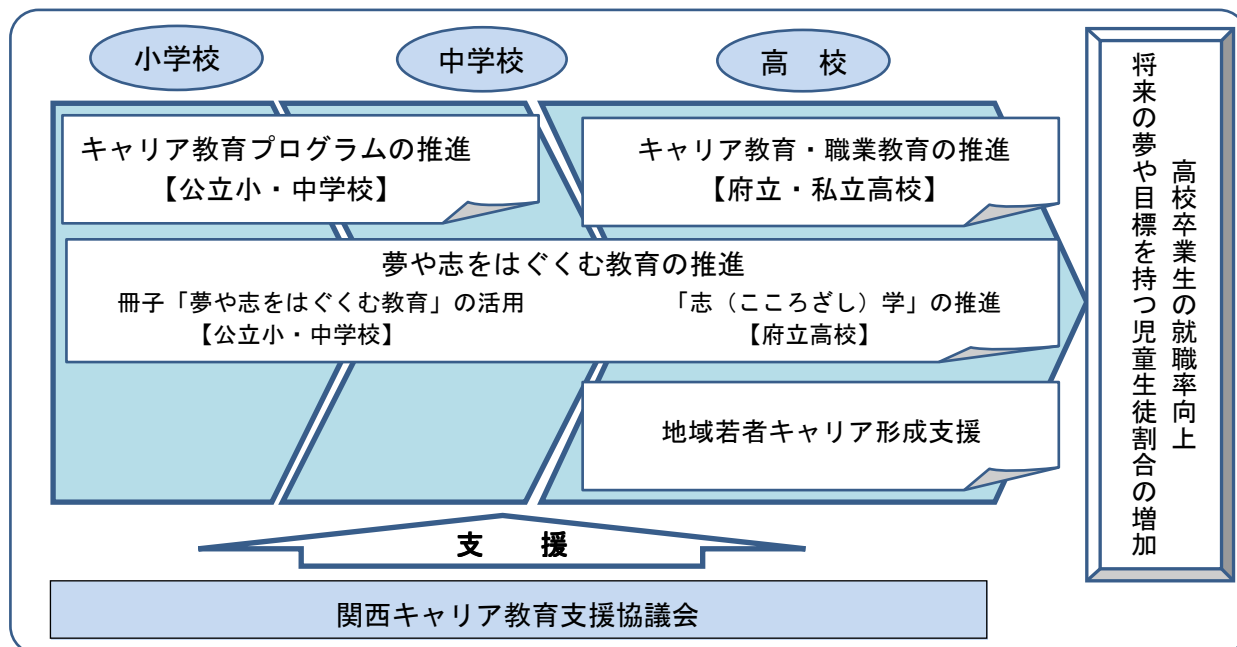 小学校
中学校
高　校
キャリア教育プログラムの推進
【公立小・中学校】
キャリア教育・職業教育の推進
【府立・私立高校】
夢や志をはぐくむ教育の推進
冊子「夢や志をはぐくむ教育」の活用
【公立小・中学校】
「志（こころざし）学」の推進
【府立高校】
地域若者キャリア形成支援
高校卒業生の就職率向上
将来の夢や目標を持つ児童生徒割合の増加
支　援
関西キャリア教育支援協議会